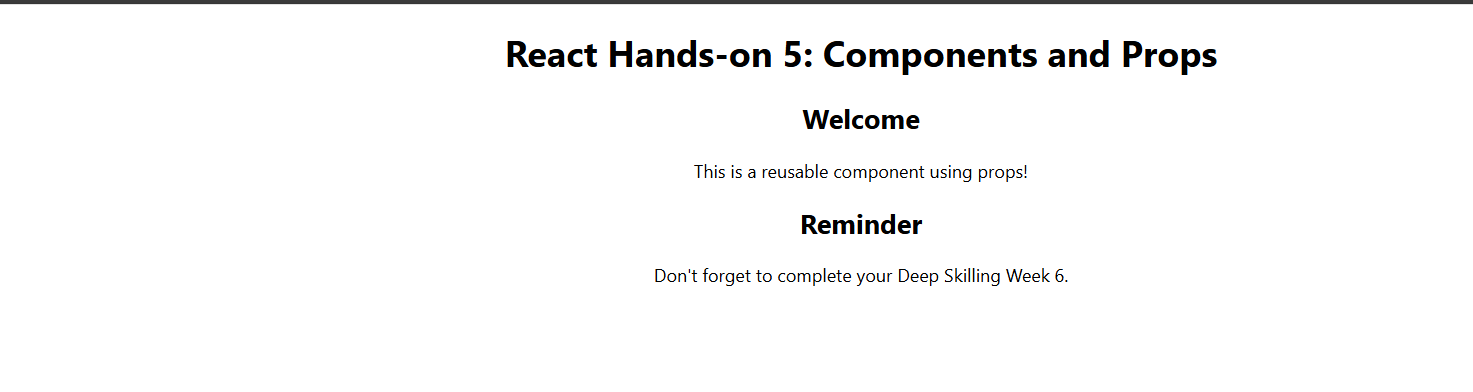 React Hands-on 5: Components and Props
Welcome
This is a reusable component using props!
Reminder
Don't forget to complete your Deep Skilling Week 6.